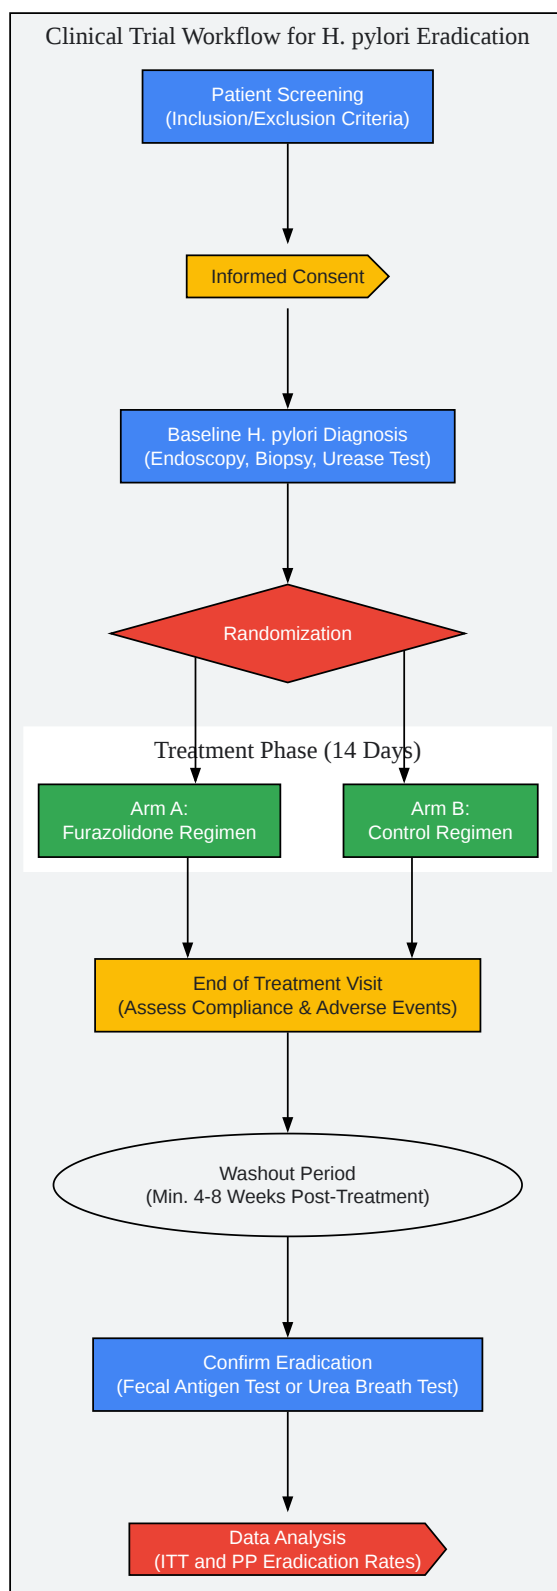 Clinical Trial Workflow for H. pylori Eradication
Patient Screening
(Inclusion/Exclusion Criteria)
Informed Consent
Baseline H. pylori Diagnosis
(Endoscopy, Biopsy, Urease Test)
Randomization
Treatment Phase (14 Days)
Arm A:
Furazolidone Regimen
Arm B:
Control Regimen
End of Treatment Visit
(Assess Compliance & Adverse Events)
Washout Period
(Min. 4-8 Weeks Post-Treatment)
Confirm Eradication
(Fecal Antigen Test or Urea Breath Test)
Data Analysis
(ITT and PP Eradication Rates)